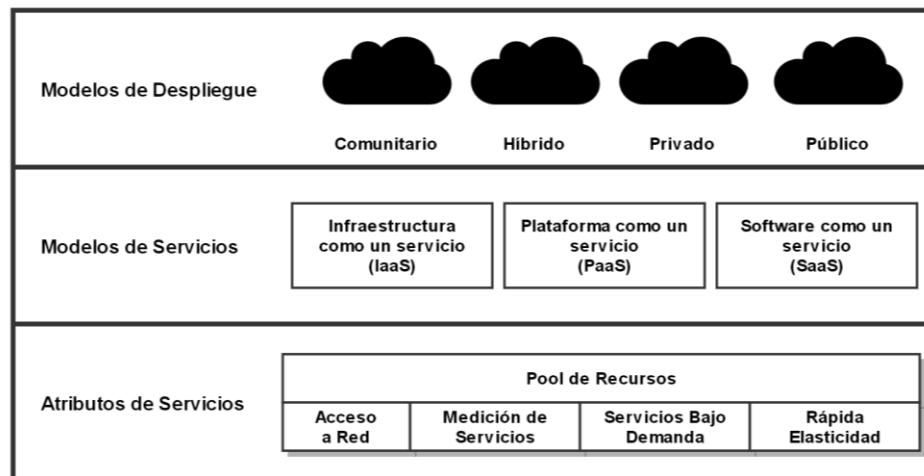 Modelos de Despliegue
Comunitario
Híbrido
Privado
Público
Modelos de Servicios
Infraestructura
como un servicio
(IaaS)
Plataforma como un
servicio
(PaaS)
Software como un
servicio
(SaaS)
Atributos de Servicios
Pool de Recursos
Acceso
a Red
Medición de
Servicios
Servicios Bajo
Demanda
Rápida
Elasticidad